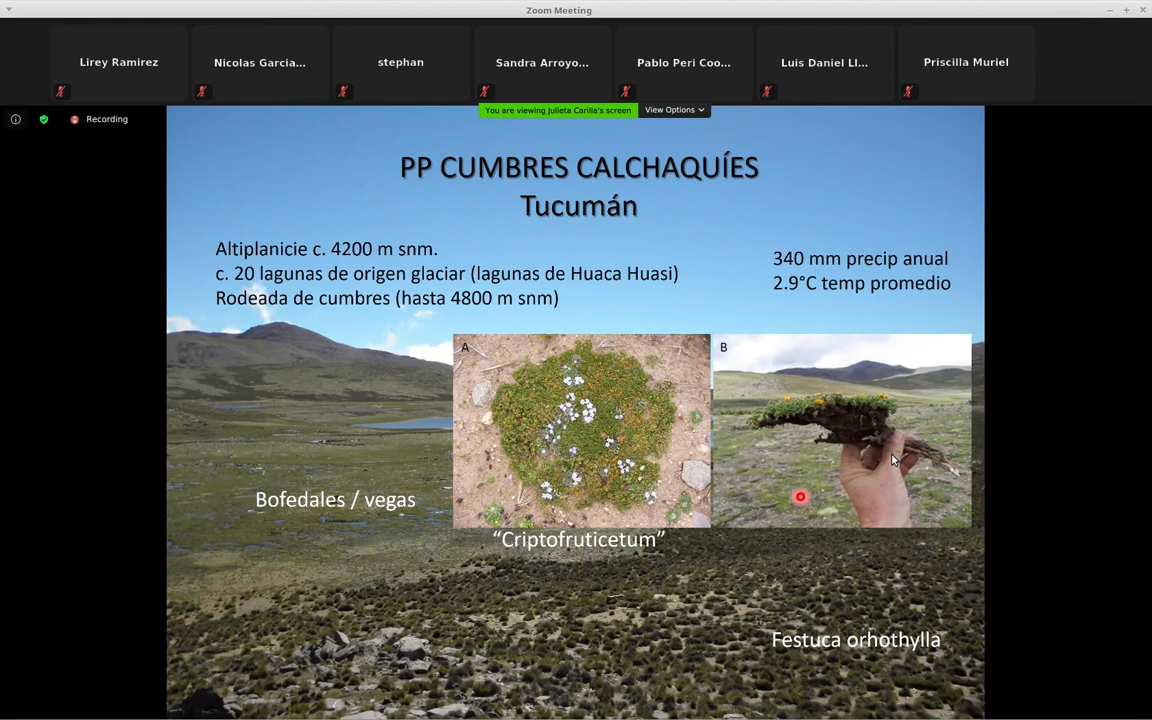 Zoom Meeting
Lirey Ramirez
Nicolas Garcia...
stephan
Sandra Arroyo...
Pablo Peri Coo...
Luis Daniel Ll...
Priscilla Muriel
You are viewing Julieta Carilla's screen
View Options
Recording
PP CUMBRES CALCHAQUÍES
Tucumán
Altiplanicie c. 4200 m snm.
c. 20 lagunas de origen glaciar (lagunas de Huaca Huasi)
Rodeada de cumbres (hasta 4800 m snm)
340 mm precip anual
2.9°C temp promedio
A
B
Bofedales / vegas
“Criptofruticetum”
Festuca orhothylla